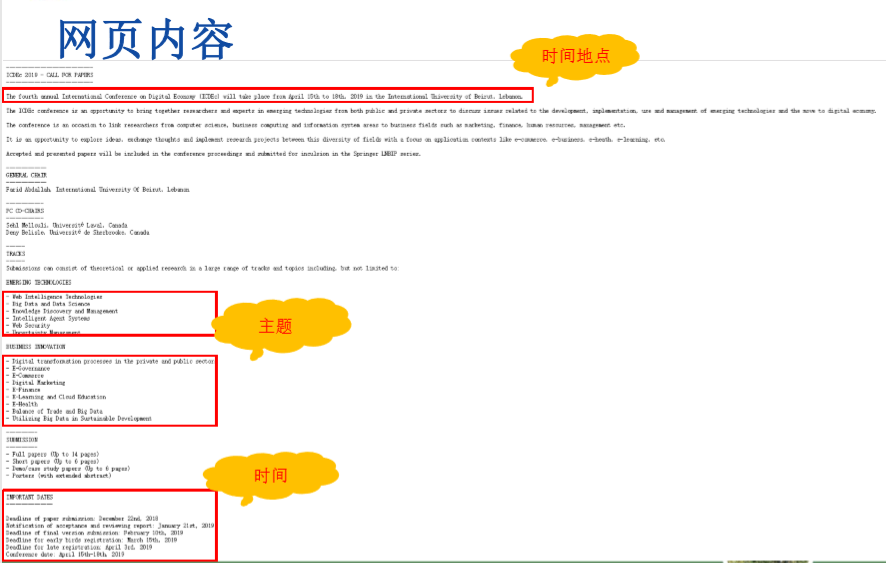 网页内容
时间地点
ICDEc 2018 - CALL FOR PAPERS
The fourth annual International Conference on Digital Economy (ICDEc) will take place from April 15th to 18th, 2019 in the International University of Beirut, Lebanon.
The ICDEc conference is an opportunity to bring together researchers and experts in emerging technologies from both public and private sectors to discuss issues related to the development, implementation, use and management of emerging technologies and the move to digital economy.
The conference is an occasion to link researchers from computer science, business computing and information system areas to business fields such as marketing, finance, human resources, management etc.
It is an opportunity to explore ideas, exchange thoughts and implement research projects between this diversity of fields with a focus on application contexts like e-commerce, e-business, e-heath, e-learning, etc.
Accepted and presented papers will be included in the conference proceedings and submitted for inclusion in the Springer LNBIP series.
GENERAL CHAIR
Farid Abdallah, International University Of Beirut, Lebanon
PC CO-CHAIRS
Sehl Mellouli, Université Laval, Canada
Deny Belisle, Université de Sherbrooke, Canada
TRACKS
Submissions can consist of theoretical or applied research in a large range of tracks and topics including, but not limited to
EMERGING TECHNOLOGIES
- Web Intelligence Technologies
- Big Data and Data Science
- Knowledge Discovery and Management
- Intelligent Agent Systems
- Web Security
- Uncertainty Management
主题
BUSINESS INNOVATION
- Digital transformation processes in the private and public sector
- E-Governance
- E-Commerce
- Digital Marketing
- E-Finance
- E-Learning and Cloud Education
- E-Health
- Balance of Trade and Big Data
- Utilizing Big Data in Sustainable Development
SUBMISSION
- Full papers (Up to 14 pages)
- Short papers (Up to 6 pages)
- Demo/case study papers (Up to 6 pages)
- Posters (with extended abstract)
时间
IMPORTANT DATES
Deadline of paper submission: December 22nd, 2018
Notification of acceptance and reviewing report: January 21st, 2019
Deadline of final version submission: February 10th, 2019
Deadline for early birds registration: March 15th, 2019
Deadline for late registration: April 3rd, 2019
Conference date: April 15th-18th, 2019